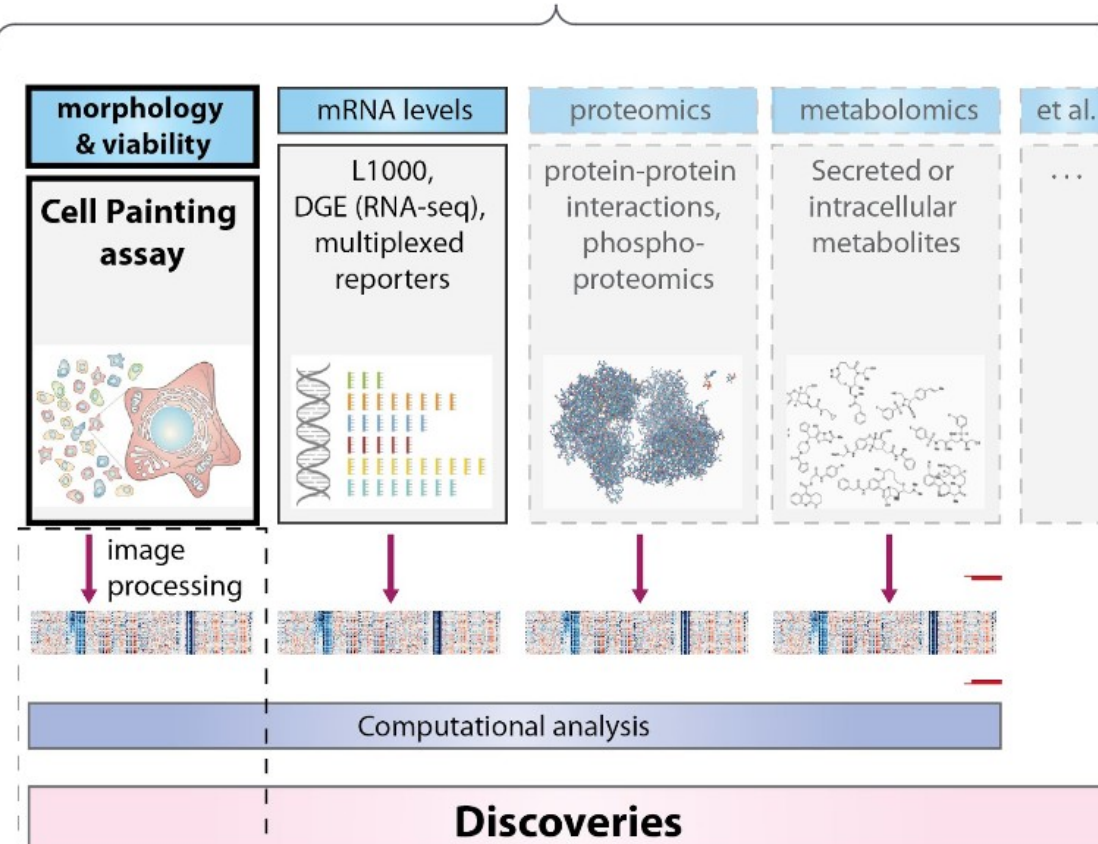 morphology
& viability
mRNA levels
proteomics
metabolomics
et al.
Cell Painting
assay
L1000,
DGE (RNA-seq),
multiplexed
reporters
protein-protein
interactions,
phospho-
proteomics
Secreted or
intracellular
metabolites
...
image
processing
Computational analysis
Discoveries